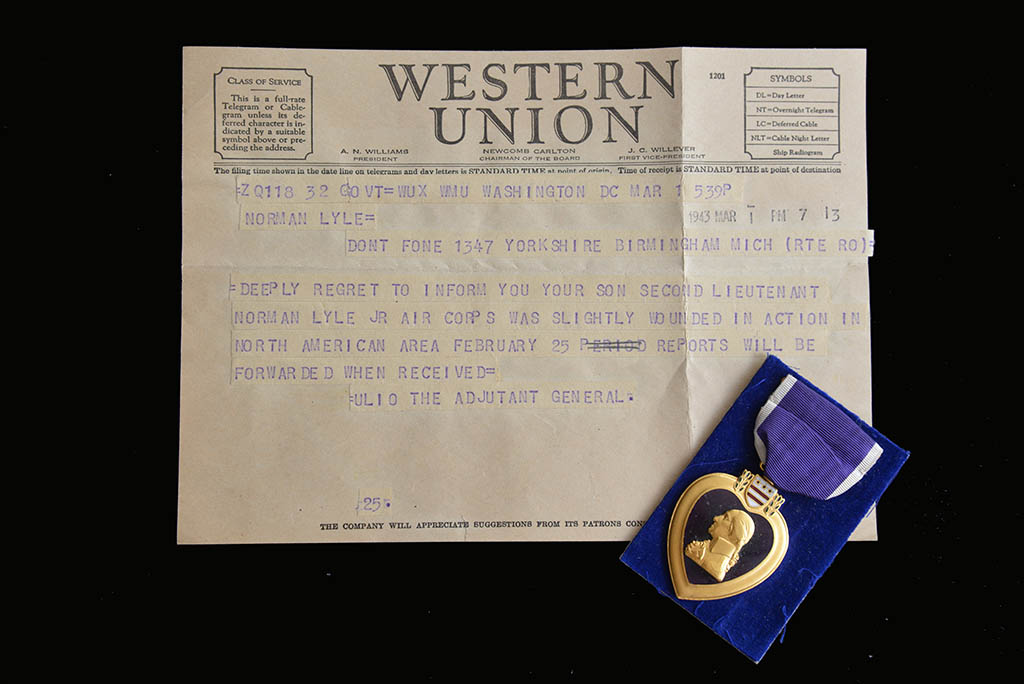 CLASS OF SERVICE
This is a full-rate
Telegram or Cable-
gram unless its de-
ferred character is in-
dicated by a suitable
symbol above or pre-
ceding the address.
WESTERN
UNION
1201
SYMBOLS
DL=Day Letter
NT=Overnight Telegram
LC=Deferred Cable
NLT=Cable Night Letter
Ship Radiogram
A. N. WILLIAMS
PRESIDENT
NEWCOMB CARLTON
CHAIRMAN OF THE BOARD
J. C. WILLEVER
FIRST VICE-PRESIDENT
The filing time shown in the date line on telegrams and day letters is STANDARD TIME at point of origin. Time of receipt is STANDARD TIME at point of destination
=ZQ118 32 GOVT=WUX WMU WASHINGTON DC MAR 1 539P
NORMAN LYLE=
1943 MAR 1 PM 7 13
DONT FONE 1347 YORKSHIRE BIRMINGHAM MICH (RTE RO)=
=DEEPLY REGRET TO INFORM YOU YOUR SON SECOND LIEUTENANT
NORMAN LYLE JR AIR CORPS WAS SLIGHTLY WOUNDED IN ACTION IN
NORTH AMERICAN AREA FEBRUARY 25 PERIOD REPORTS WILL BE
FORWARDED WHEN RECEIVED=
=ULIO THE ADJUTANT GENERAL.
25.
THE COMPANY WILL APPRECIATE SUGGESTIONS FROM ITS PATRONS